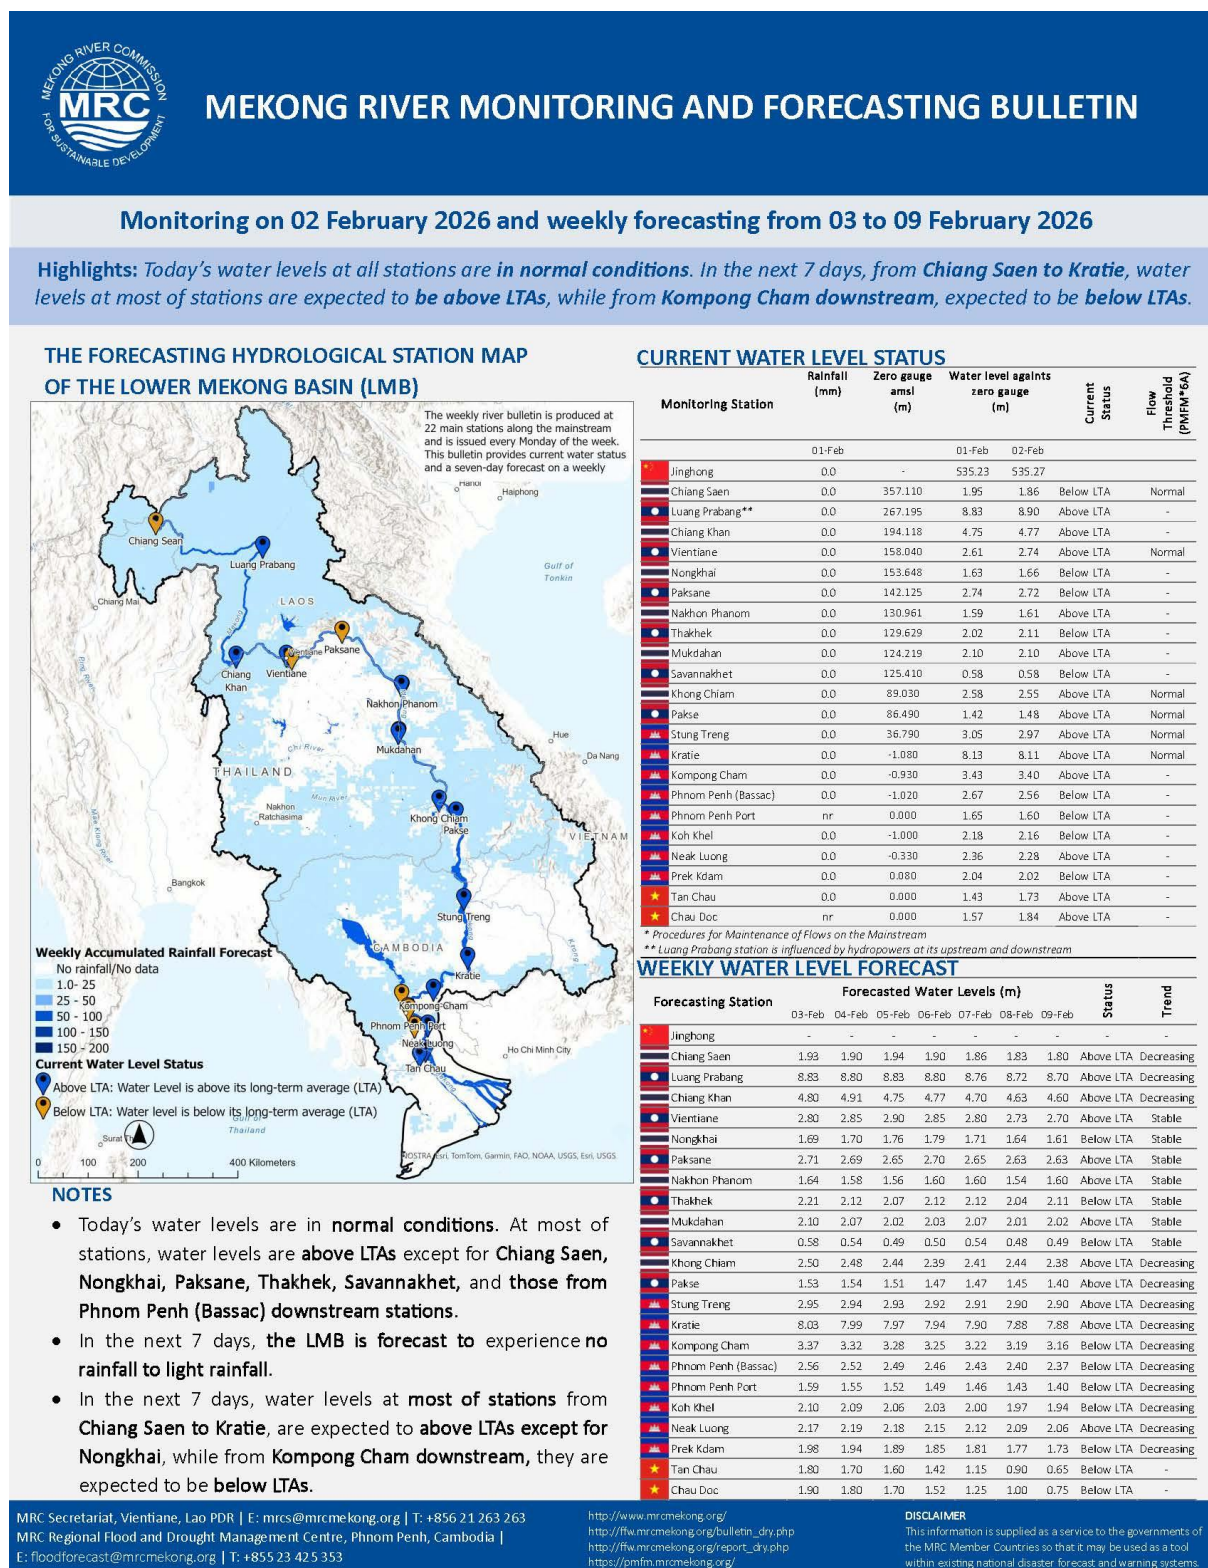 MEKONG RIVER COMMISSION
MRC
FOR SUSTAINABLE DEVELOPMENT
MEKONG RIVER MONITORING AND FORECASTING BULLETIN
Monitoring on 02 February 2026 and weekly forecasting from 03 to 09 February 2026
Highlights: Today's water levels at all stations are in normal conditions. In the next 7 days, from Chiang Saen to Kratie, water
levels at most of stations are expected to be above LTAs, while from Kompong Cham downstream, expected to be below LTAs.
THE FORECASTING HYDROLOGICAL STATION MAP
OF THE LOWER MEKONG BASIN (LMB)
The weekly river bulletin is produced at
22 main stations along the mainstream
and is issued every Monday of the week.
This bulletin provides current water status
and a seven-day forecast on a weekly
Hanoi
Haiphong
Chiang Sean
Luang Prabang
Gulf of
Tonkin
Chiang Mai
LAOS
Mekong
Ping River
Vientiane
Paksane
Chiang
Khan
Vientiane
Nakhon Phanom
Hue
Mukdahan
Chi River
Da Nang
THAILAND
Mun River
Nakhon
Ratchasima
Khong Chiam
Pakse
Mae Klong River
VIETNAM
Bangkok
Stung Treng
CAMBODIA
Kratie
Kompong-Cham
Phnom Penh Port
Neak Luong
Ho Chi Minh City
Tan Chau
Weekly Accumulated Rainfall Forecast
No rainfall/No data
1.0- 25
25 - 50
50 - 100
100 - 150
150 - 200
Current Water Level Status
Above LTA: Water Level is above its long-term average (LTA)
Below LTA: Water level is below its long-term average (LTA)
Gulf of
Thailand
Surat Th
0 100 200 400 Kilometers
NOSTRA, Esri, TomTom, Garmin, FAO, NOAA, USGS, Esri, USGS
NOTES
• Today's water levels are in normal conditions. At most of
stations, water levels are above LTAs except for Chiang Saen,
Nongkhai, Paksane, Thakhek, Savannakhet, and those from
Phnom Penh (Bassac) downstream stations.
• In the next 7 days, the LMB is forecast to experience no
rainfall to light rainfall.
• In the next 7 days, water levels at most of stations from
Chiang Saen to Kratie, are expected to above LTAs except for
Nongkhai, while from Kompong Cham downstream, they are
expected to be below LTAs.
CURRENT WATER LEVEL STATUS
Monitoring Station Rainfall (mm) Zero gauge amsl (m) Water level againts zero gauge (m) Current Status Flow Threshold (PMFM*6A)
01-Feb 01-Feb 02-Feb
Jinghong 0.0 - 535.23 535.27
Chiang Saen 0.0 357.110 1.95 1.86 Below LTA Normal
Luang Prabang** 0.0 267.195 8.83 8.90 Above LTA -
Chiang Khan 0.0 194.118 4.75 4.77 Above LTA -
Vientiane 0.0 158.040 2.61 2.74 Above LTA Normal
Nongkhai 0.0 153.648 1.63 1.66 Below LTA -
Paksane 0.0 142.125 2.74 2.72 Below LTA -
Nakhon Phanom 0.0 130.961 1.59 1.61 Above LTA -
Thakhek 0.0 129.629 2.02 2.11 Below LTA -
Mukdahan 0.0 124.219 2.10 2.10 Above LTA -
Savannakhet 0.0 125.410 0.58 0.58 Below LTA -
Khong Chiam 0.0 89.030 2.58 2.55 Above LTA Normal
Pakse 0.0 86.490 1.42 1.48 Above LTA Normal
Stung Treng 0.0 36.790 3.05 2.97 Above LTA Normal
Kratie 0.0 -1.080 8.13 8.11 Above LTA Normal
Kompong Cham 0.0 -0.930 3.43 3.40 Above LTA -
Phnom Penh (Bassac) 0.0 -1.020 2.67 2.56 Below LTA -
Phnom Penh Port nr 0.000 1.65 1.60 Below LTA -
Koh Khel 0.0 -1.000 2.18 2.16 Below LTA -
Neak Luong 0.0 -0.330 2.36 2.28 Above LTA -
Prek Kdam 0.0 0.080 2.04 2.02 Below LTA -
Tan Chau 0.0 0.000 1.43 1.73 Above LTA -
Chau Doc nr 0.000 1.57 1.84 Above LTA -
* Procedures for Maintenance of Flows on the Mainstream
** Luang Prabang station is influenced by hydropowers at its upstream and downstream
WEEKLY WATER LEVEL FORECAST
Forecasting Station Forecasted Water Levels (m) Status Trend
03-Feb 04-Feb 05-Feb 06-Feb 07-Feb 08-Feb 09-Feb
Jinghong - - - - - - - - -
Chiang Saen 1.93 1.90 1.94 1.90 1.86 1.83 1.80 Above LTA Decreasing
Luang Prabang 8.83 8.80 8.83 8.80 8.76 8.72 8.70 Above LTA Decreasing
Chiang Khan 4.80 4.91 4.75 4.77 4.70 4.63 4.60 Above LTA Decreasing
Vientiane 2.80 2.85 2.90 2.85 2.80 2.73 2.70 Above LTA Stable
Nongkhai 1.69 1.70 1.76 1.79 1.71 1.64 1.61 Below LTA Stable
Paksane 2.71 2.69 2.65 2.70 2.65 2.63 2.63 Above LTA Stable
Nakhon Phanom 1.64 1.58 1.56 1.60 1.60 1.54 1.60 Above LTA Stable
Thakhek 2.21 2.12 2.07 2.12 2.12 2.04 2.11 Below LTA Stable
Mukdahan 2.10 2.07 2.02 2.03 2.07 2.01 2.02 Above LTA Stable
Savannakhet 0.58 0.54 0.49 0.50 0.54 0.48 0.49 Below LTA Stable
Khong Chiam 2.50 2.48 2.44 2.39 2.41 2.44 2.38 Above LTA Decreasing
Pakse 1.53 1.54 1.51 1.47 1.47 1.45 1.40 Above LTA Decreasing
Stung Treng 2.95 2.94 2.93 2.92 2.91 2.90 2.90 Above LTA Decreasing
Kratie 8.03 7.99 7.97 7.94 7.90 7.88 7.88 Above LTA Decreasing
Kompong Cham 3.37 3.32 3.28 3.25 3.22 3.19 3.16 Below LTA Decreasing
Phnom Penh (Bassac) 2.56 2.52 2.49 2.46 2.43 2.40 2.37 Below LTA Decreasing
Phnom Penh Port 1.59 1.55 1.52 1.49 1.46 1.43 1.40 Below LTA Decreasing
Koh Khel 2.10 2.09 2.06 2.03 2.00 1.97 1.94 Below LTA Decreasing
Neak Luong 2.17 2.19 2.18 2.15 2.12 2.09 2.06 Above LTA Decreasing
Prek Kdam 1.98 1.94 1.89 1.85 1.81 1.77 1.73 Below LTA Decreasing
Tan Chau 1.80 1.70 1.60 1.42 1.15 0.90 0.65 Below LTA -
Chau Doc 1.90 1.80 1.70 1.52 1.25 1.00 0.75 Below LTA -
MRC Secretariat, Vientiane, Lao PDR | E: mrcs@mrcmekong.org | T: +856 21 263 263
MRC Regional Flood and Drought Management Centre, Phnom Penh, Cambodia |
E: floodforecast@mrcmekong.org | T: +855 23 425 353
http://www.mrcmekong.org/
http://ffw.mrcmekong.org/bulletin_dry.php
http://ffw.mrcmekong.org/report_dry.php
https://pmfm.mrcmekong.org/
DISCLAIMER
This information is supplied as a service to the governments of
the MRC Member Countries so that it may be used as a tool
within existing national disaster forecast and warning systems.